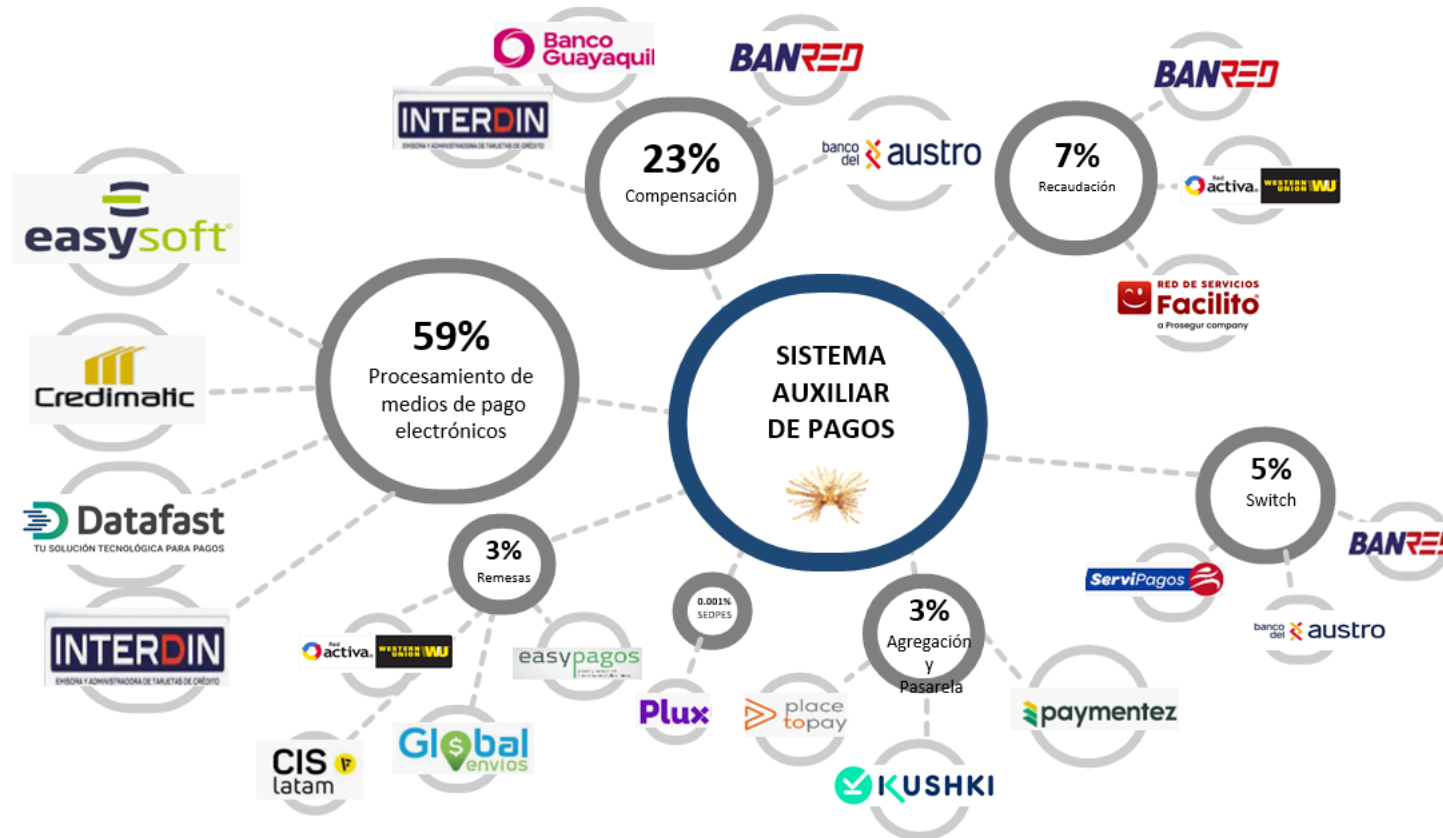 Banco
Guayaquil
BANRED
INTERDIN
EMISORA Y ADMINISTRADORA DE TARJETAS DE CRÉDITO
23%
Compensación
banco
del austro
BANRED
7%
Recaudación
Red
activa.
WESTERN
UNION WU
RED DE SERVICIOS
Facilito
a Prosegur company
easysoft
59%
Procesamiento de
medios de pago
electrónicos
SISTEMA
AUXILIAR
DE PAGOS
Credimatic
Datafast
TU SOLUCIÓN TECNOLÓGICA PARA PAGOS
INTERDIN
EMISORA Y ADMINISTRADORA DE TARJETAS DE CRÉDITO
5%
Switch
BANRED
ServiPagos
banco
del austro
3%
Remesas
Red
activa.
WESTERN
UNION WU
easypagos
CIS
latam
Global
envios
0.001%
SEDPES
Plux
3%
Agregación
y
Pasarela
place
topay
KUSHKI
paymentez